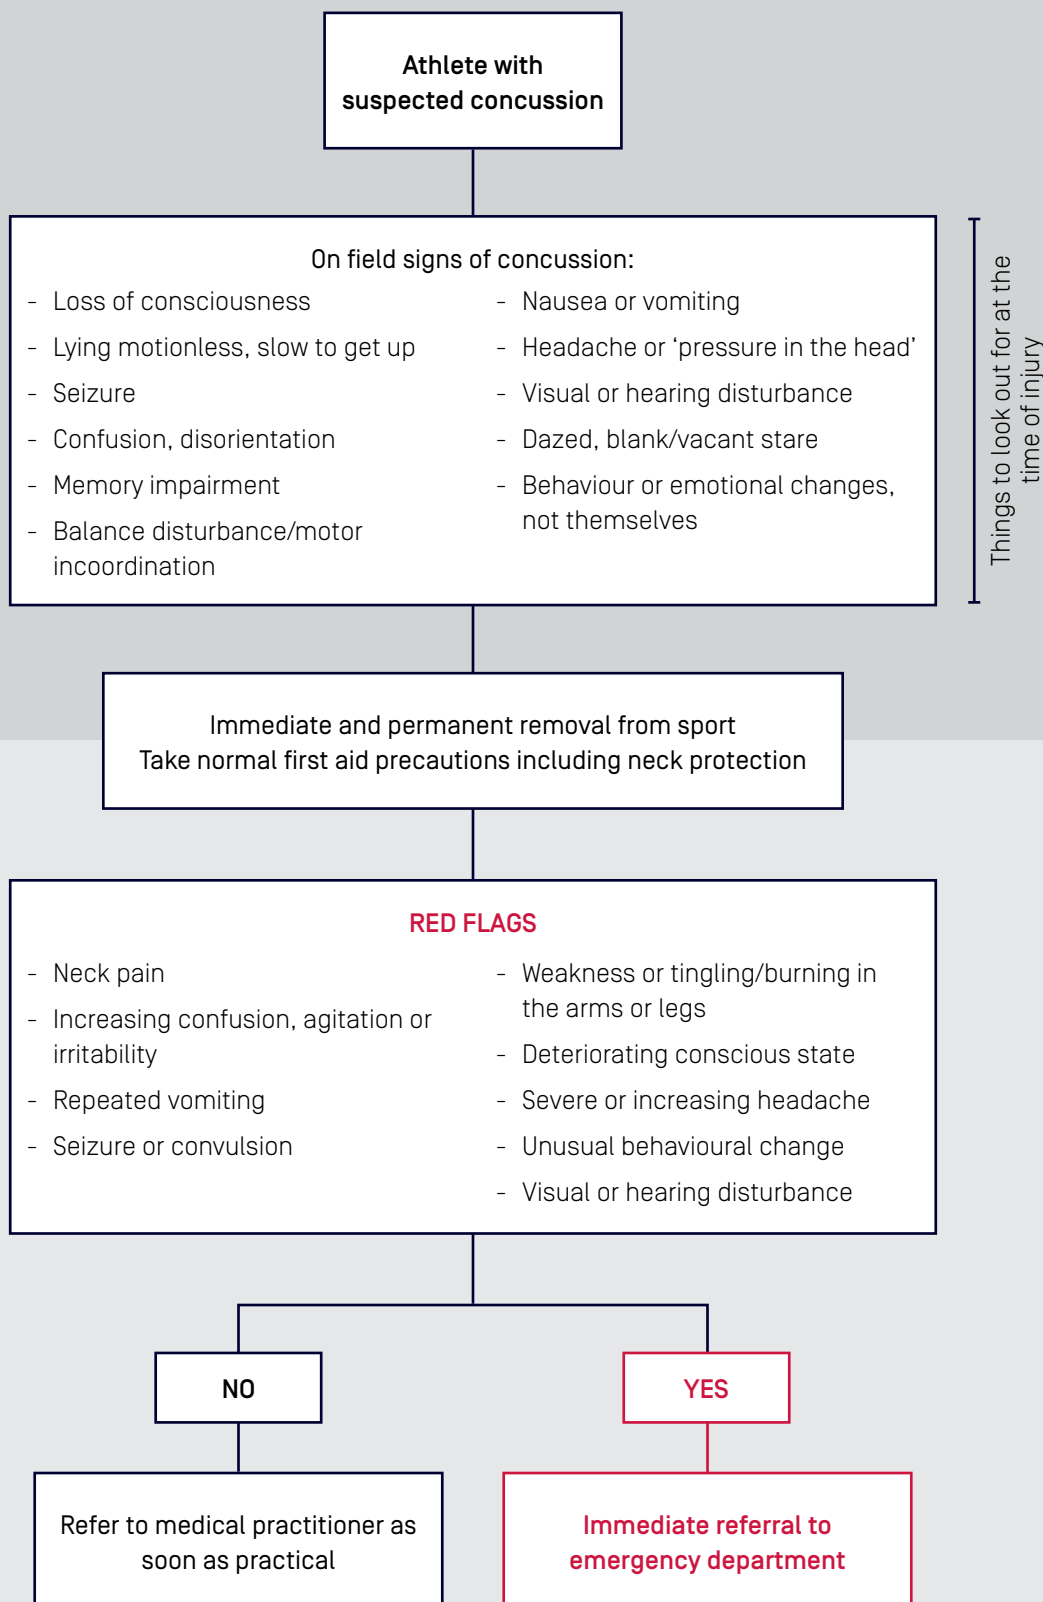 Athlete with
suspected concussion
On field signs of concussion:
- Loss of consciousness
- Lying motionless, slow to get up
- Seizure
- Confusion, disorientation
- Memory impairment
- Balance disturbance/motor
incoordination
- Nausea or vomiting
- Headache or ‘pressure in the head’
- Visual or hearing disturbance
- Dazed, blank/vacant stare
- Behaviour or emotional changes,
not themselves
Things to look out for at the
time of injury
Immediate and permanent removal from sport
Take normal first aid precautions including neck protection
RED FLAGS
- Neck pain
- Increasing confusion, agitation or
irritability
- Repeated vomiting
- Seizure or convulsion
- Weakness or tingling/burning in
the arms or legs
- Deteriorating conscious state
- Severe or increasing headache
- Unusual behavioural change
- Visual or hearing disturbance
NO
YES
Refer to medical practitioner as
soon as practical
Immediate referral to
emergency department